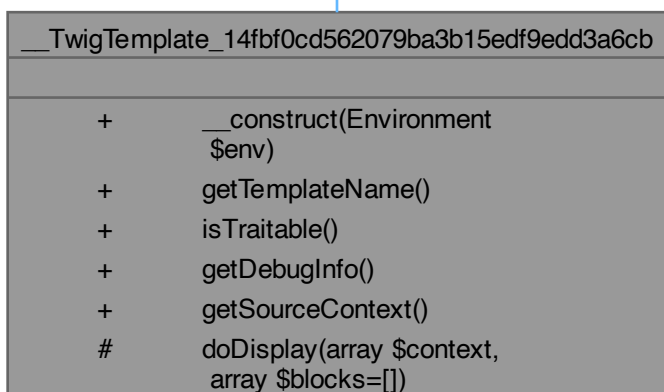 __TwigTemplate_14fbf0cd562079ba3b15edf9edd3a6cb
+ __construct(Environment
$env)
+ getTemplateName()
+ isTraitable()
+ getDebugInfo()
+ getSourceContext()
# doDisplay(array $context,
array $blocks=[])